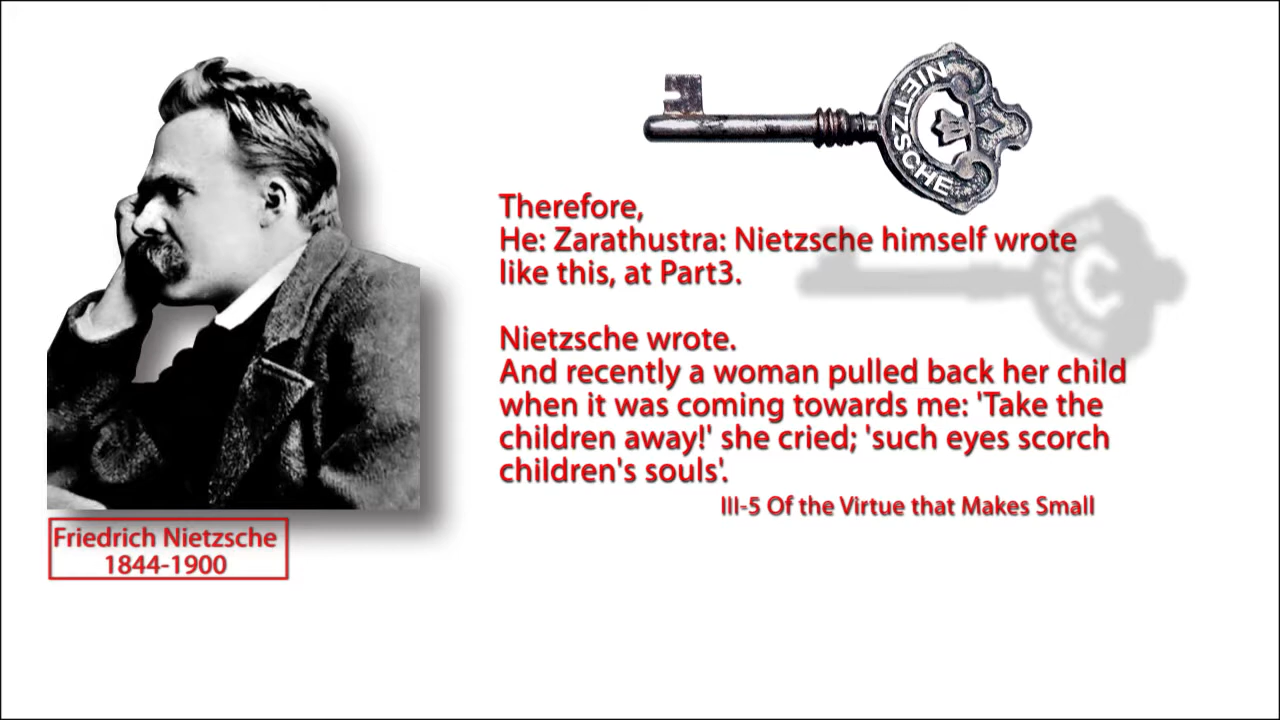 NIETZSCHE
Therefore,
He: Zarathustra: Nietzsche himself wrote
like this, at Part3.
Nietzsche wrote.
And recently a woman pulled back her child
when it was coming towards me: 'Take the
children away!' she cried; 'such eyes scorch
children's souls'.
III-5 Of the Virtue that Makes Small
Friedrich Nietzsche
1844-1900